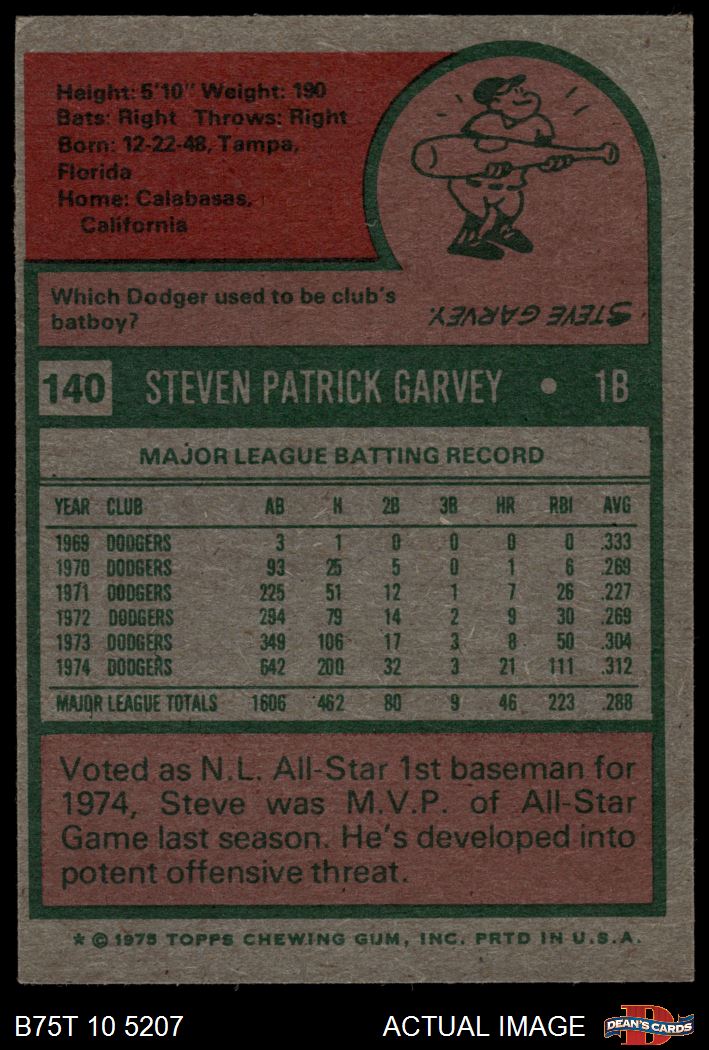 Height: 5'10" Weight: 190
Bats: Right Throws: Right
Born: 12-22-48, Tampa,
Florida
Home: Calabasas,
California
Which Dodger used to be club's
batboy?
STEVE GARVEY.
140 STEVEN PATRICK GARVEY • 1B
MAJOR LEAGUE BATTING RECORD
YEAR CLUB AB H 2B 3B HR RBI AVG
1969 DODGERS 3 1 0 0 0 0 .333
1970 DODGERS 93 25 5 0 1 6 .269
1971 DODGERS 225 51 12 1 7 26 .227
1972 DODGERS 294 79 14 2 9 30 .269
1973 DODGERS 349 106 17 3 8 50 .304
1974 DODGERS 642 200 32 3 21 111 .312
MAJOR LEAGUE TOTALS 1606 462 80 9 46 223 .288
Voted as N.L. All-Star 1st baseman for
1974, Steve was M.V.P. of All-Star
Game last season. He's developed into
potent offensive threat.
* © 1975 TOPPS CHEWING GUM, INC. PRTD IN U.S.A.
B75T 10 5207 ACTUAL IMAGE
D
DEAN'S CARDS